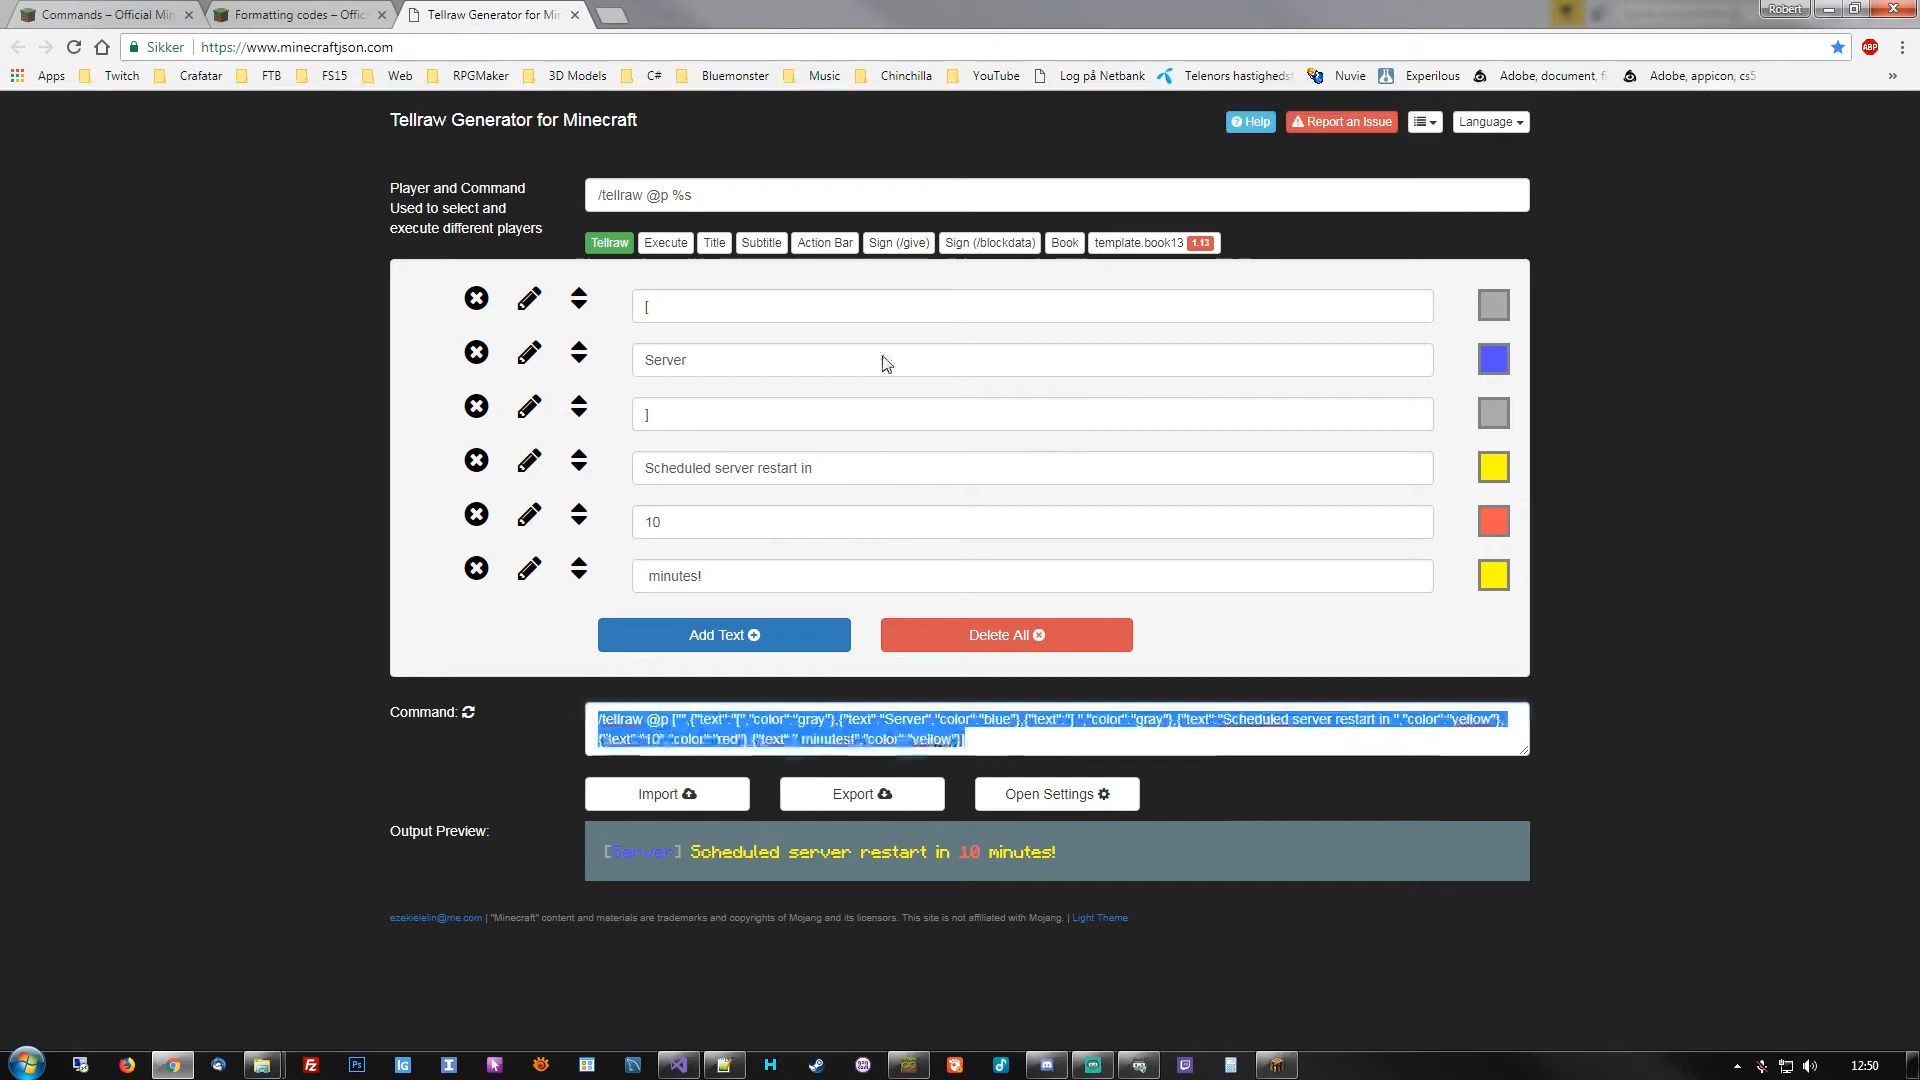 Commands – Official Min
Formatting codes – Offic
Tellraw Generator for Min
Robert
Sikker
https://www.minecraftjson.com
ABP
Apps
Twitch
Crafatar
FTB
FS15
Web
RPGMaker
3D Models
C#
Bluemonster
Music
Chinchilla
YouTube
Log på Netbank
Telenors hastighedst
Nuvie
Experilous
Adobe, document, fi
Adobe, appicon, cs5
»
Tellraw Generator for Minecraft
Help
Report an Issue
Language
Player and Command
Used to select and
execute different players
/tellraw @p %s
Tellraw
Execute
Title
Subtitle
Action Bar
Sign (/give)
Sign (/blockdata)
Book
template.book13 1.13
[
Server
]
Scheduled server restart in
10
minutes!
Add Text
Delete All
Command:
/tellraw @p ["",{"text":"[","color":"gray"},{"text":"Server","color":"blue"},{"text":"] ","color":"gray"},{"text":"Scheduled server restart in ","color":"yellow"},
{"text":"10","color":"red"},{"text":" minutes!","color":"yellow"}]
Import
Export
Open Settings
Output Preview:
[Server] Scheduled server restart in 10 minutes!
ezekielelin@me.com | "Minecraft" content and materials are trademarks and copyrights of Mojang and its licensors. This site is not affiliated with Mojang. | Light Theme
12:50